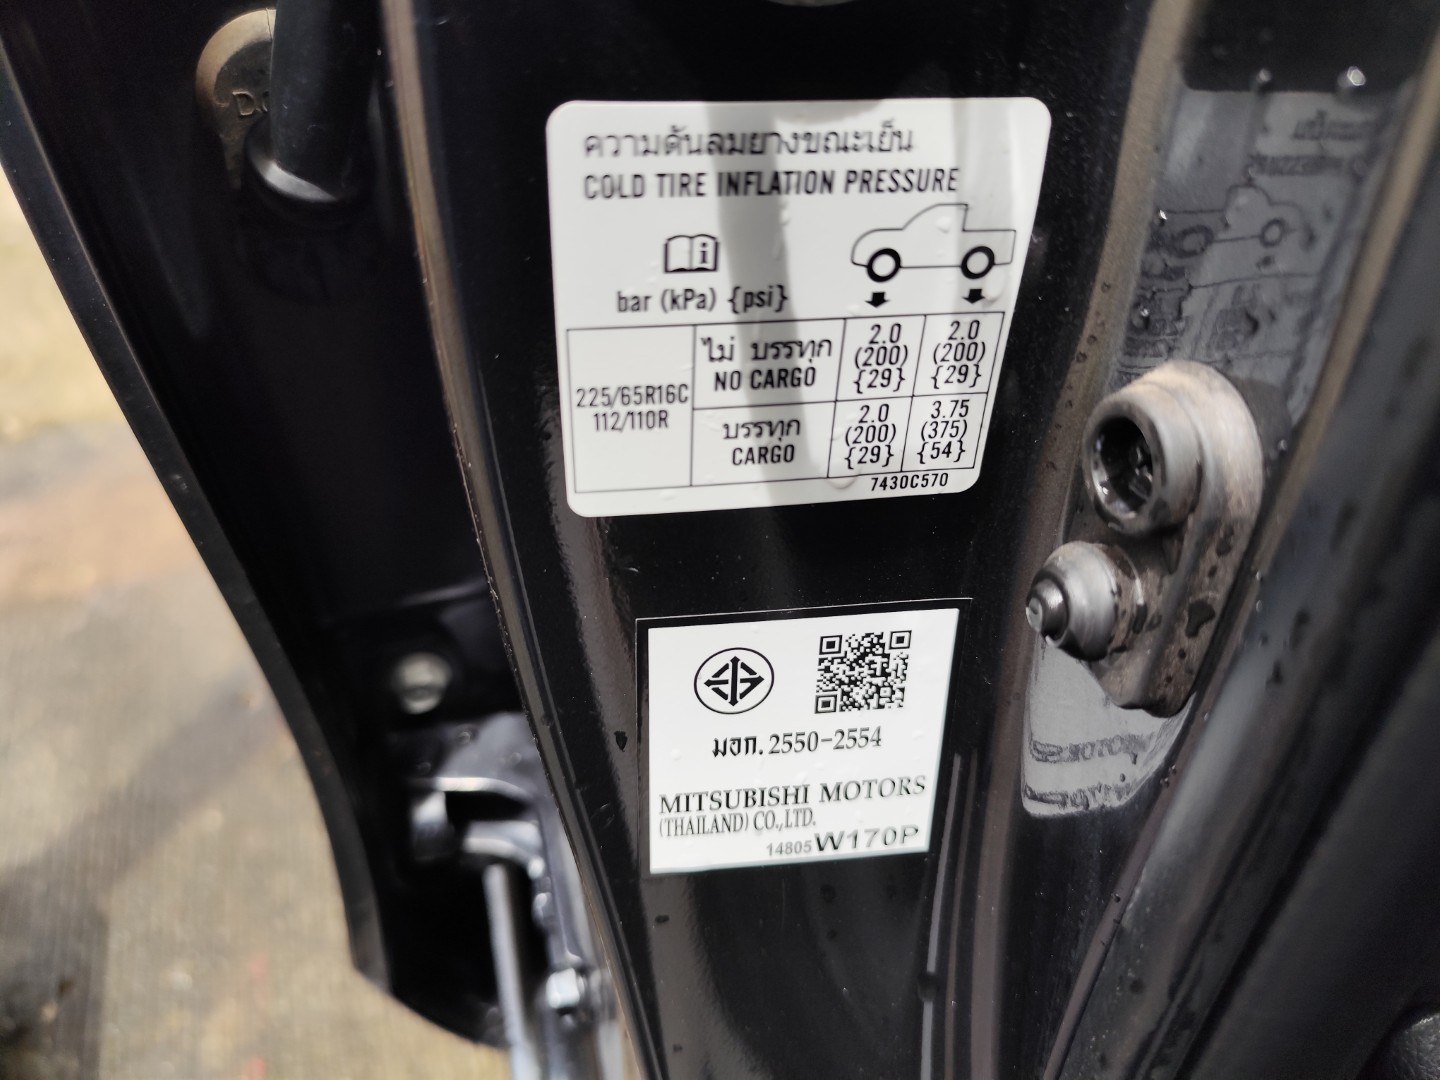 ความดันลมยางขณะเย็น
COLD TIRE INFLATION PRESSURE
bar (kPa) {psi}
225/65R16C
112/110R
ไม่ บรรทุก
NO CARGO
2.0
(200)
{29}
2.0
(200)
{29}
บรรทุก
CARGO
2.0
(200)
{29}
3.75
(375)
{54}
7430C570
มอก. 2550-2554
MITSUBISHI MOTORS
(THAILAND) CO.,LTD.
14805 W170P